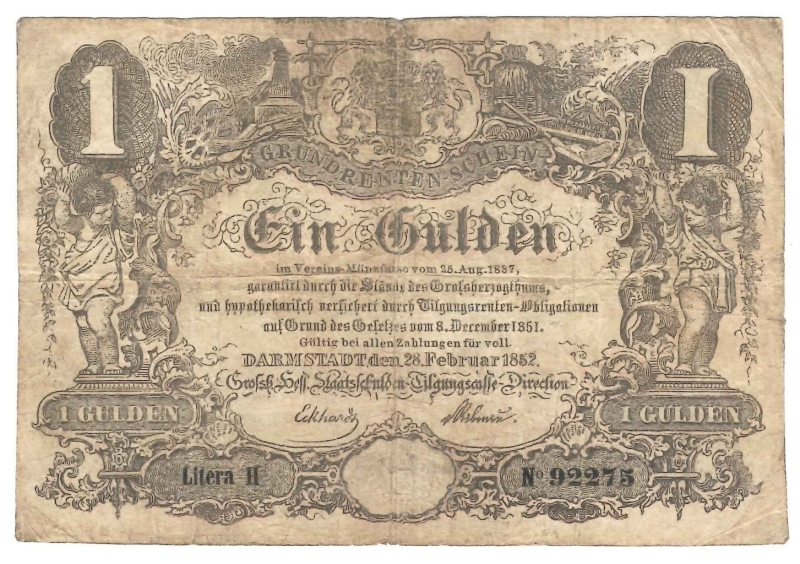 1
1
GRUNDRENTEN-SCHEIN
Ein Gulden
im Vereins-Münzfusse vom 25. Aug. 1837,
garantirt durch die Stände des Grossherzogthums,
und hypothekarisch versichert durch Tilgungsrenten-Obligationen
auf Grund des Gesetzes vom 8. December 1851.
Gültig bei allen Zahlungen für voll.
DARMSTADT, den 28. Februar 1852.
Grossh. Hess. Staatsschulden-Tilgungscasse-Direction
1 GULDEN
1 GULDEN
Eckhardt
Litera H
No 92275